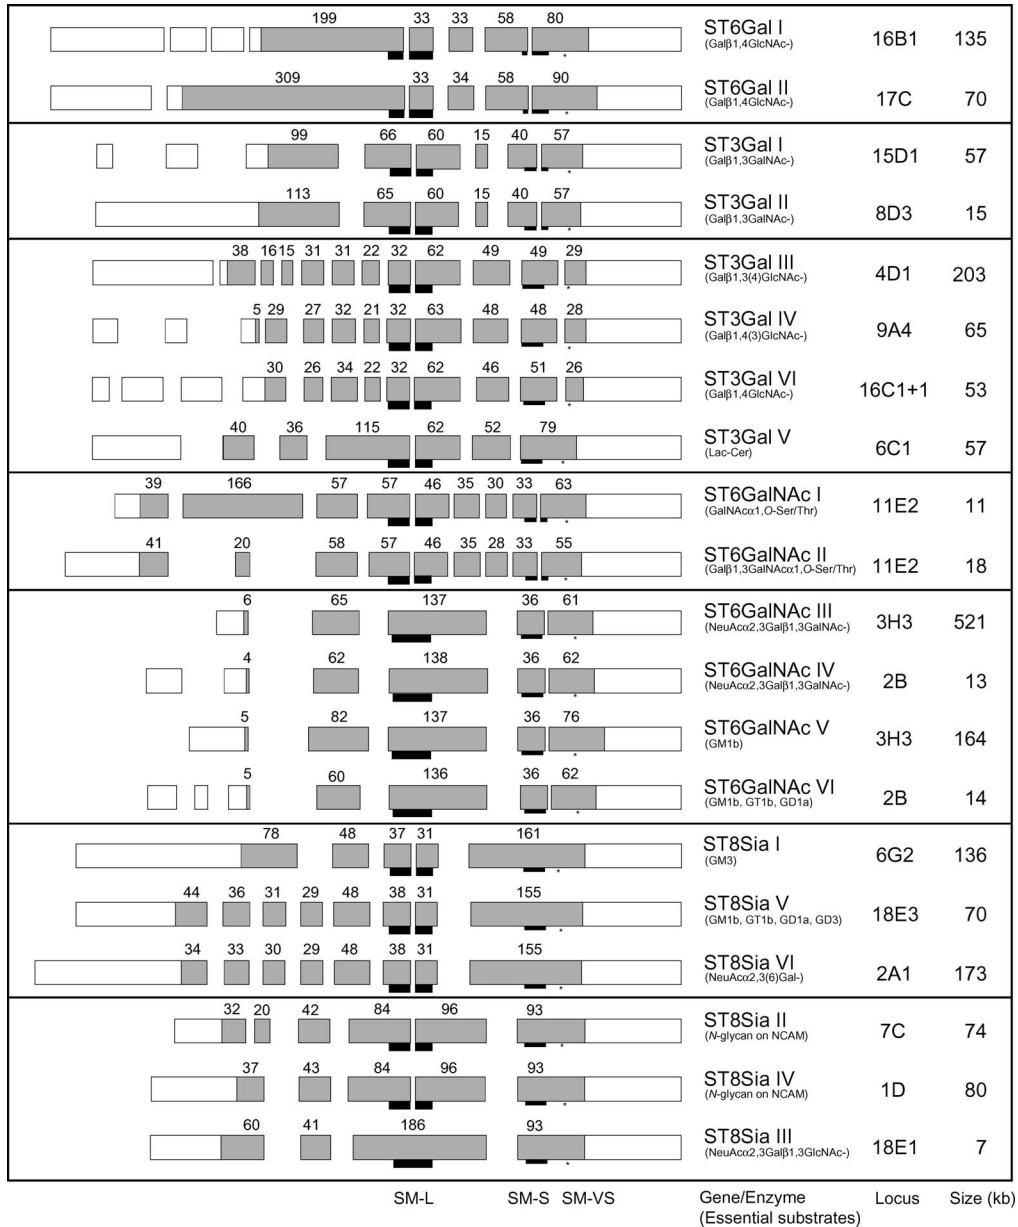 199 33 33 58 80 ST6Gal I 16B1 135
(Galβ1,4GlcNAc-)
309 33 34 58 90 ST6Gal II 17C 70
(Galβ1,4GlcNAc-)
99 66 60 15 40 57 ST3Gal I 15D1 57
(Galβ1,3GalNAc-)
113 65 60 15 40 57 ST3Gal II 8D3 15
(Galβ1,3GalNAc-)
38 16 15 31 31 22 32 62 49 49 29 ST3Gal III 4D1 203
(Galβ1,3(4)GlcNAc-)
5 29 27 32 21 32 63 48 48 28 ST3Gal IV 9A4 65
(Galβ1,4(3)GlcNAc-)
30 26 34 22 32 62 46 51 26 ST3Gal VI 16C1+1 53
(Galβ1,4GlcNAc-)
40 36 115 62 52 79 ST3Gal V 6C1 57
(Lac-Cer)
39 166 57 57 46 35 30 33 63 ST6GalNAc I 11E2 11
(GalNAcα1,O-Ser/Thr)
41 20 58 57 46 35 28 33 55 ST6GalNAc II 11E2 18
(Galβ1,3GalNAcα1,O-Ser/Thr)
6 65 137 36 61 ST6GalNAc III 3H3 521
(NeuAcα2,3Galβ1,3GalNAc-)
4 62 138 36 62 ST6GalNAc IV 2B 13
(NeuAcα2,3Galβ1,3GalNAc-)
5 82 137 36 76 ST6GalNAc V 3H3 164
(GM1b)
5 60 136 36 62 ST6GalNAc VI 2B 14
(GM1b, GT1b, GD1a)
78 48 37 31 161 ST8Sia I 6G2 136
(GM3)
44 36 31 29 48 38 31 155 ST8Sia V 18E3 70
(GM1b, GT1b, GD1a, GD3)
34 33 30 29 48 38 31 155 ST8Sia VI 2A1 173
(NeuAcα2,3(6)Gal-)
32 20 42 84 96 93 ST8Sia II 7C 74
(N-glycan on NCAM)
37 43 84 96 93 ST8Sia IV 1D 80
(N-glycan on NCAM)
60 41 186 93 ST8Sia III 18E1 7
(NeuAcα2,3Galβ1,3GlcNAc-)
SM-L SM-S SM-VS Gene/Enzyme Locus Size (kb)
(Essential substrates)